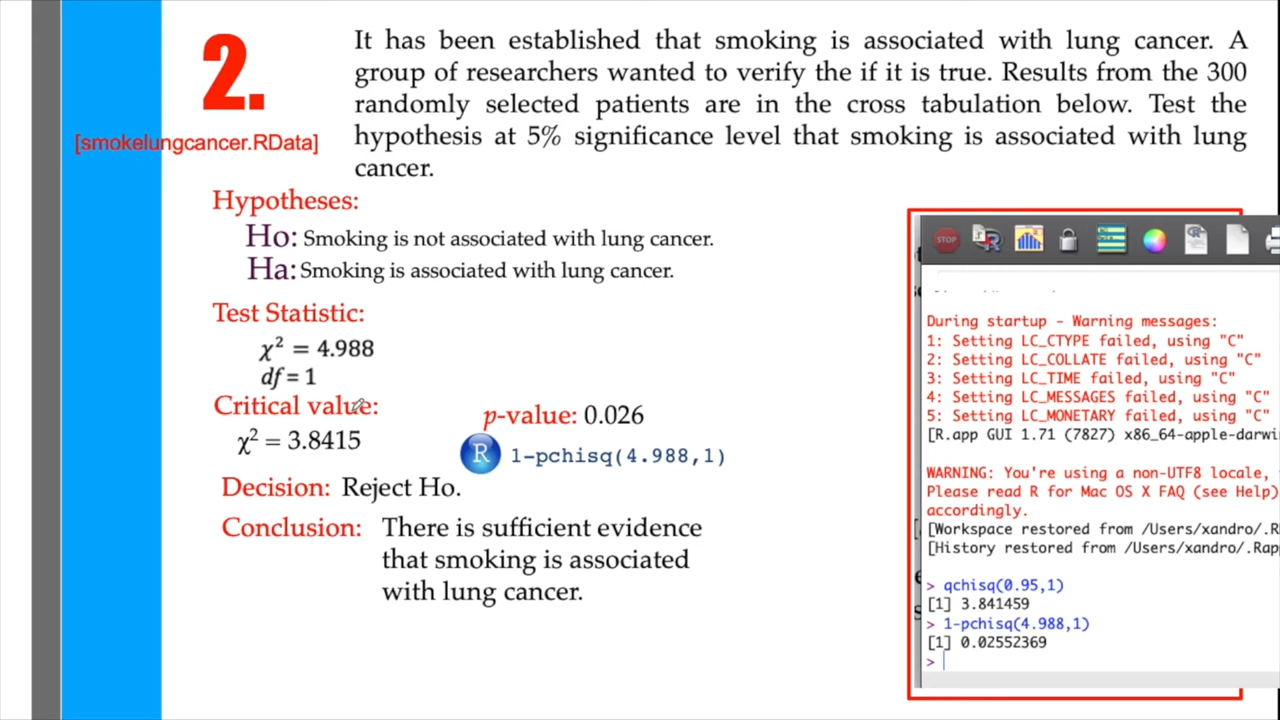 2.
[smokelungcancer.RData]
It has been established that smoking is associated with lung cancer. A
group of researchers wanted to verify the if it is true. Results from the 300
randomly selected patients are in the cross tabulation below. Test the
hypothesis at 5% significance level that smoking is associated with lung
cancer.
Hypotheses:
Ho: Smoking is not associated with lung cancer.
Ha: Smoking is associated with lung cancer.
Test Statistic:
χ² = 4.988
df = 1
Critical value:
χ² = 3.8415
p-value: 0.026
R 1-pchisq(4.988,1)
Decision: Reject Ho.
Conclusion: There is sufficient evidence
that smoking is associated
with lung cancer.
STOP
R
During startup - Warning messages:
1: Setting LC_CTYPE failed, using "C"
2: Setting LC_COLLATE failed, using "C"
3: Setting LC_TIME failed, using "C"
4: Setting LC_MESSAGES failed, using "C"
5: Setting LC_MONETARY failed, using "C"
[R.app GUI 1.71 (7827) x86_64-apple-darwi
WARNING: You're using a non-UTF8 locale,
Please read R for Mac OS X FAQ (see Help)
accordingly.
[Workspace restored from /Users/xandro/.R
[History restored from /Users/xandro/.Rap
> qchisq(0.95,1)
[1] 3.841459
> 1-pchisq(4.988,1)
[1] 0.02552369
>